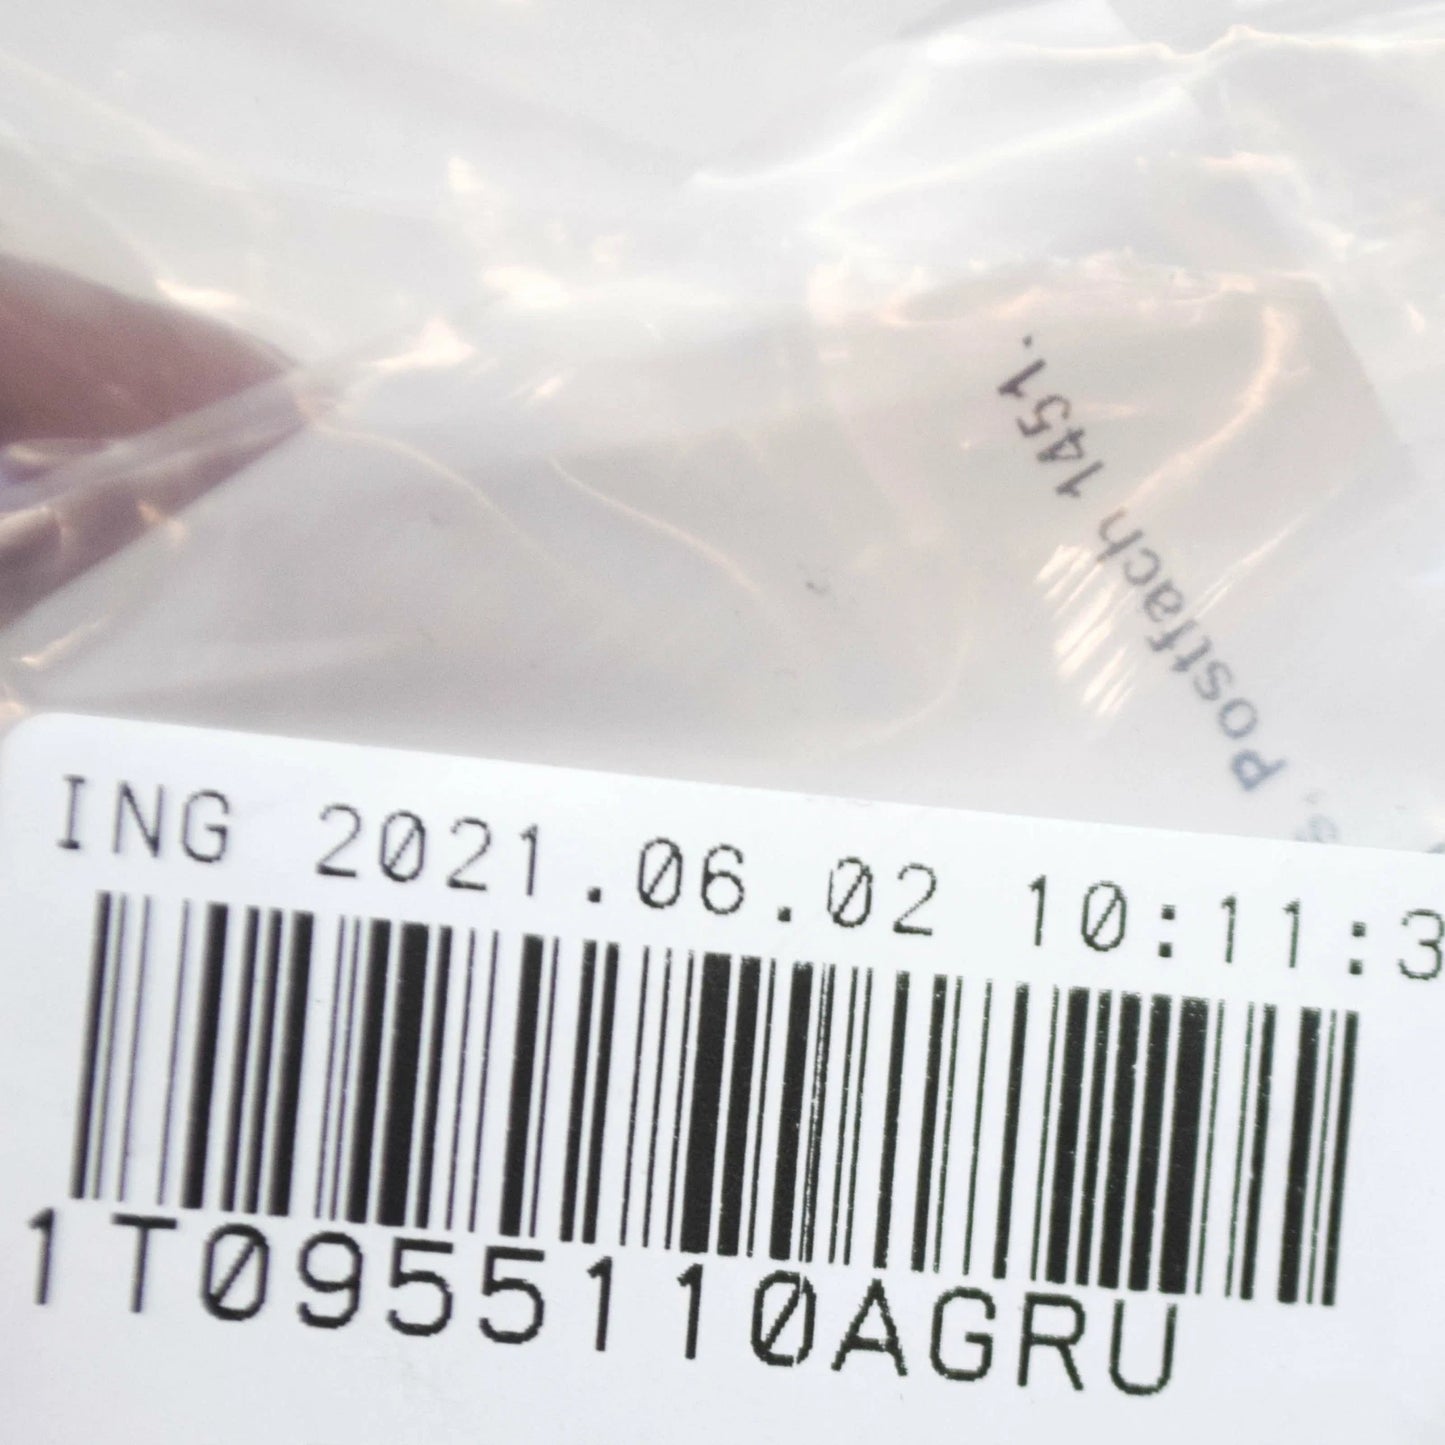 Postfach 1451.
ING 2021.06.02 10:11:3
1T0955110AGRU